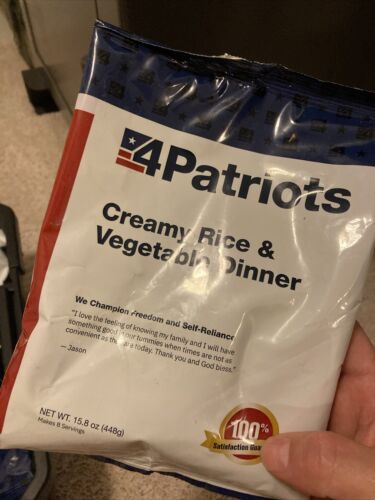 4Patriots
Creamy Rice &
Vegetable Dinner
We Champion Freedom and Self-Reliance
"I love the feeling of knowing my family and I will have
something good in our tummies when times are not as
convenient as they are today. Thank you and God bless."
— Jason
NET WT. 15.8 oz (448g)
Makes 8 Servings
100%
Satisfaction